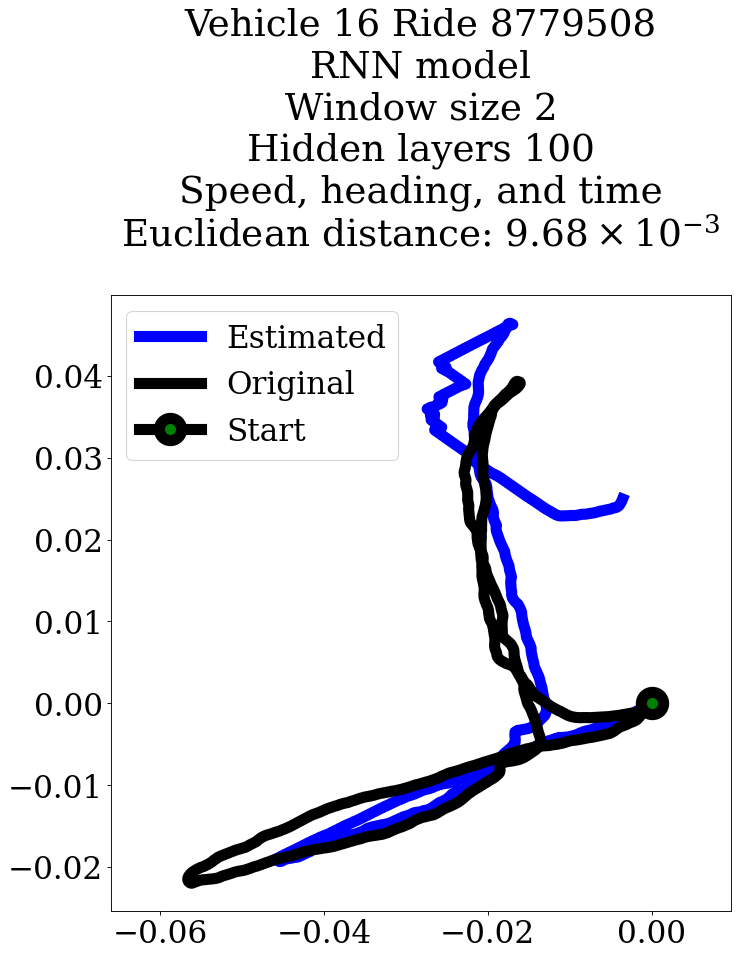 Vehicle 16 Ride 8779508
RNN model
Window size 2
Hidden layers 100
Speed, heading, and time
Euclidean distance: 9.68 × 10⁻³
Estimated
Original
Start
0.04
0.03
0.02
0.01
0.00
−0.01
−0.02
−0.06 −0.04 −0.02 0.00